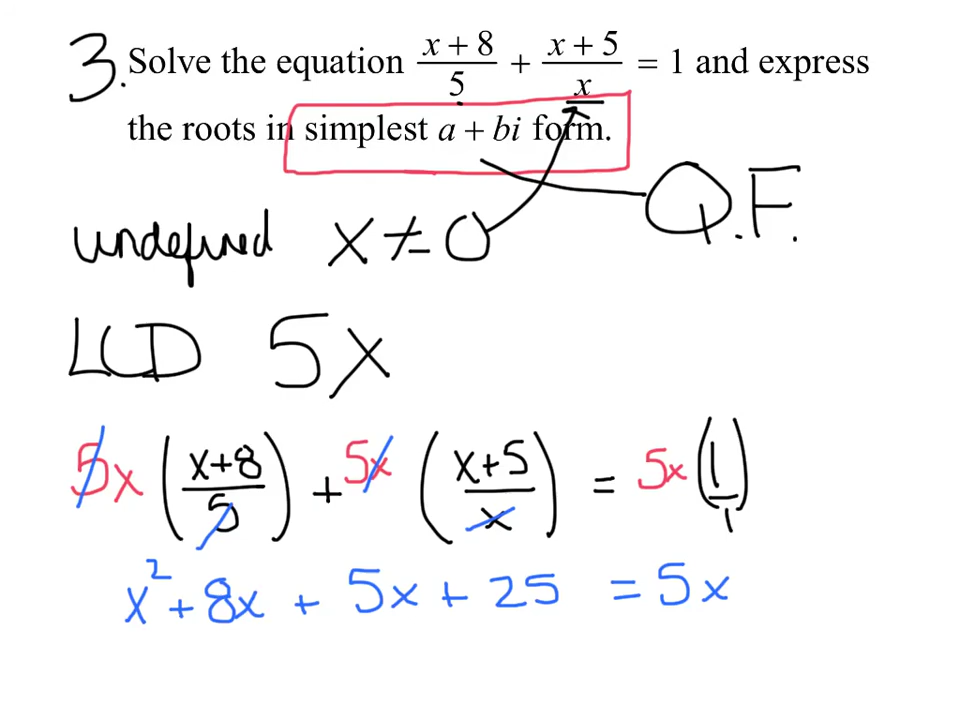 3. Solve the equation (x + 8)/5 + (x + 5)/x = 1 and express
the roots in simplest a + bi form.
Q.F.
undefined x ≠ 0
LCD 5x
5x (x+8/5) + 5x (x+5/x) = 5x (1/1)
x² + 8x + 5x + 25 = 5x